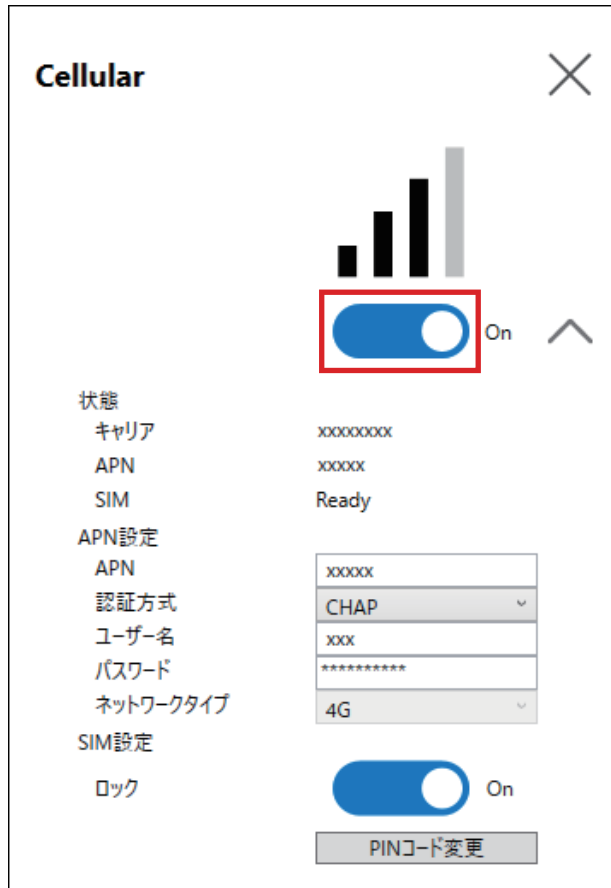 Cellular
On
状態
キャリア xxxxxxxx
APN xxxxx
SIM Ready
APN設定
APN xxxxx
認証方式 CHAP
ユーザー名 xxx
パスワード **********
ネットワークタイプ 4G
SIM設定
ロック On
PINコード変更